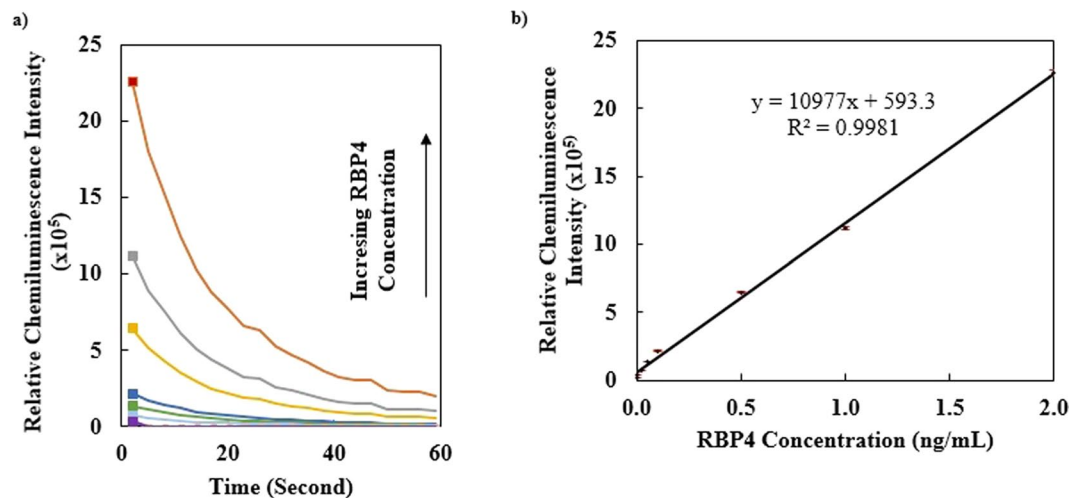 a)
Relative Chemiluminescence Intensity
(x10⁵)
25
20
15
10
5
0
0
20
40
60
Time (Second)
Incresing RBP4
Concentration
b)
Relative Chemiluminescence
Intensity (x10⁵)
25
20
15
10
5
0
0.0
0.5
1.0
1.5
2.0
RBP4 Concentration (ng/mL)
y = 10977x + 593.3
R² = 0.9981